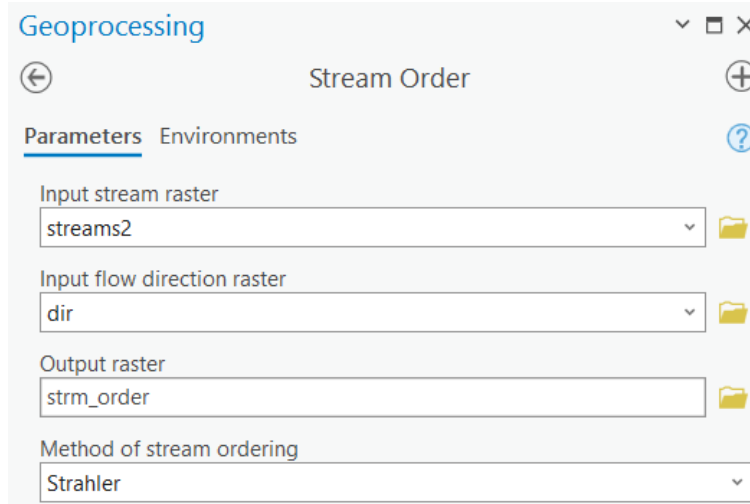 Geoprocessing
Stream Order
Parameters Environments
Input stream raster
streams2
Input flow direction raster
dir
Output raster
strm_order
Method of stream ordering
Strahler